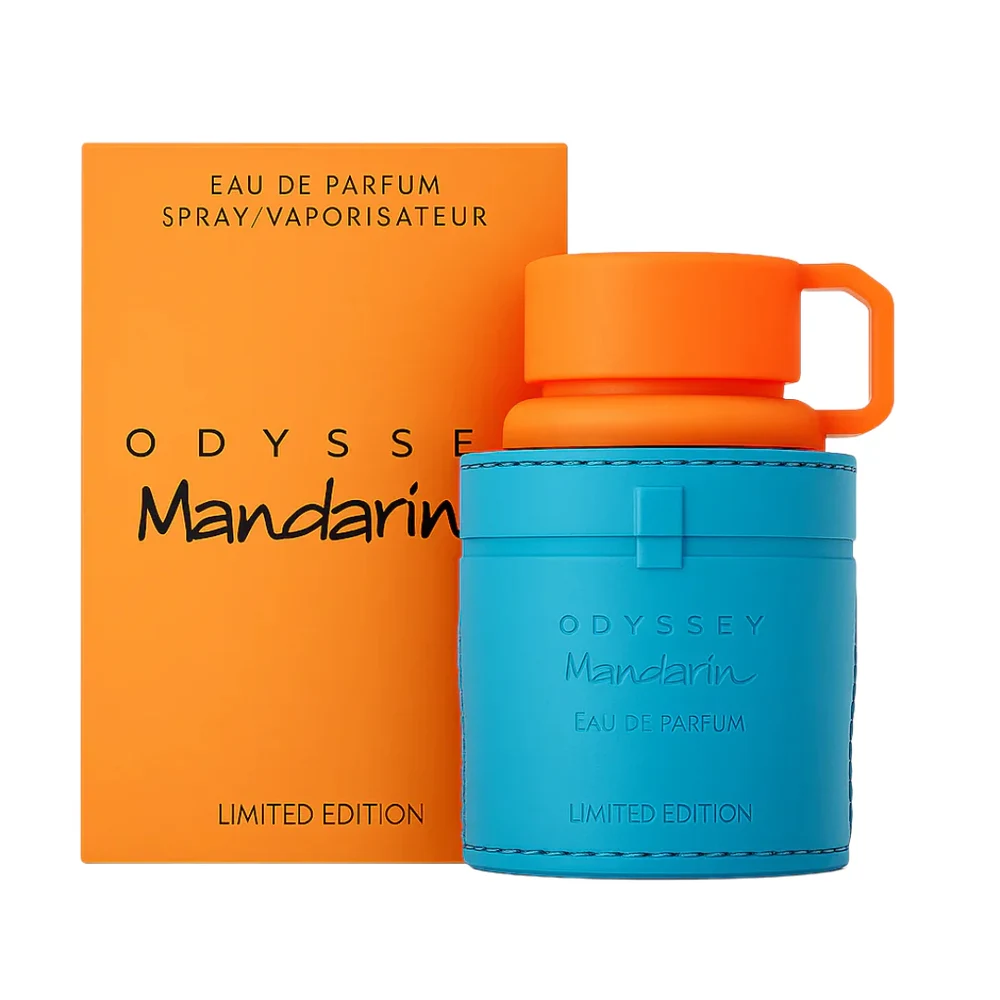 EAU DE PARFUM
SPRAY/VAPORISATEUR
ODYSSE
Mandarin
LIMITED EDITION
ODYSSEY
Mandarin
EAU DE PARFUM
LIMITED EDITION